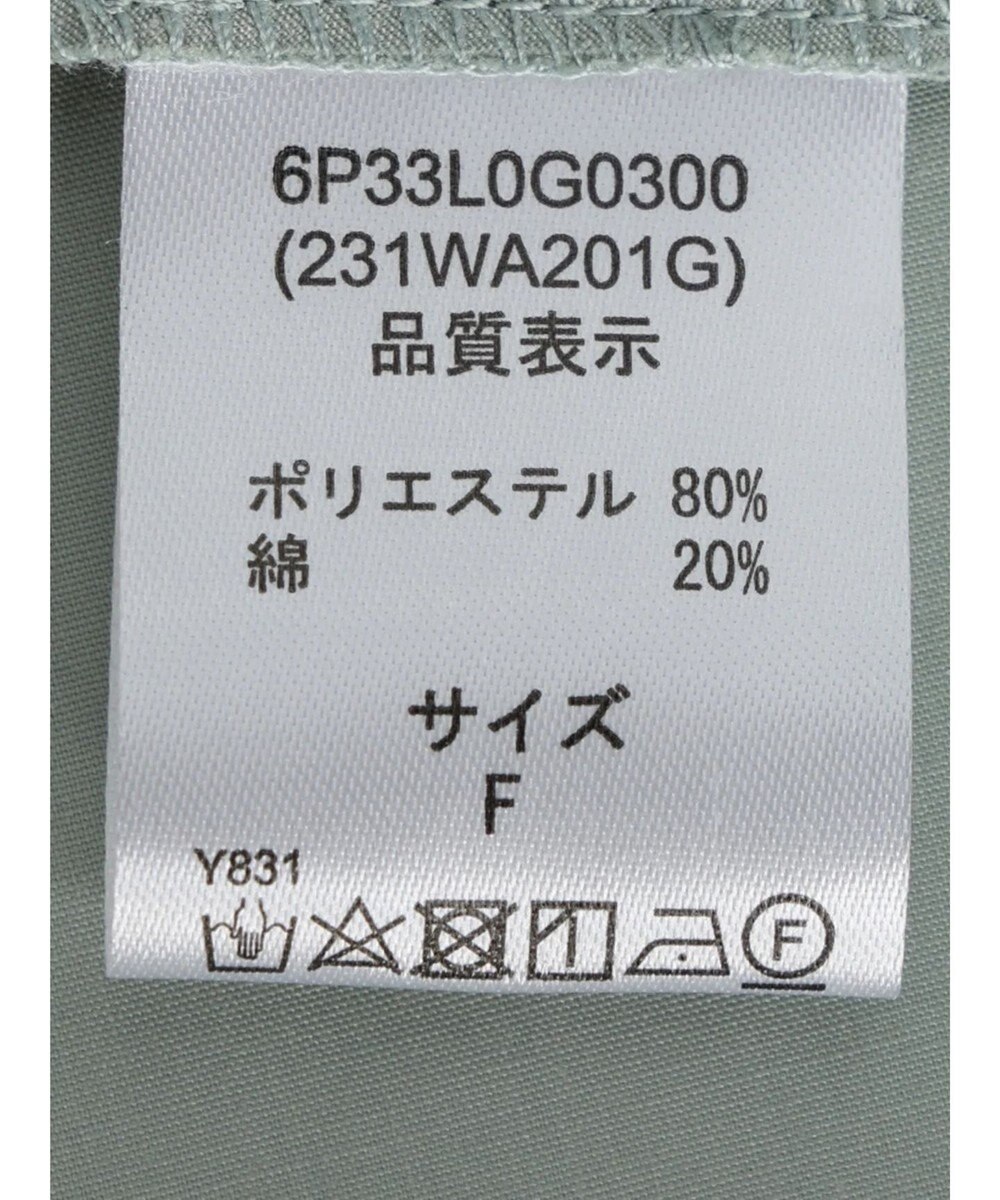 6P33L0G0300
(231WA201G)
品質表示
ポリエステル 80%
綿 20%
サイズ
F
Y831
F